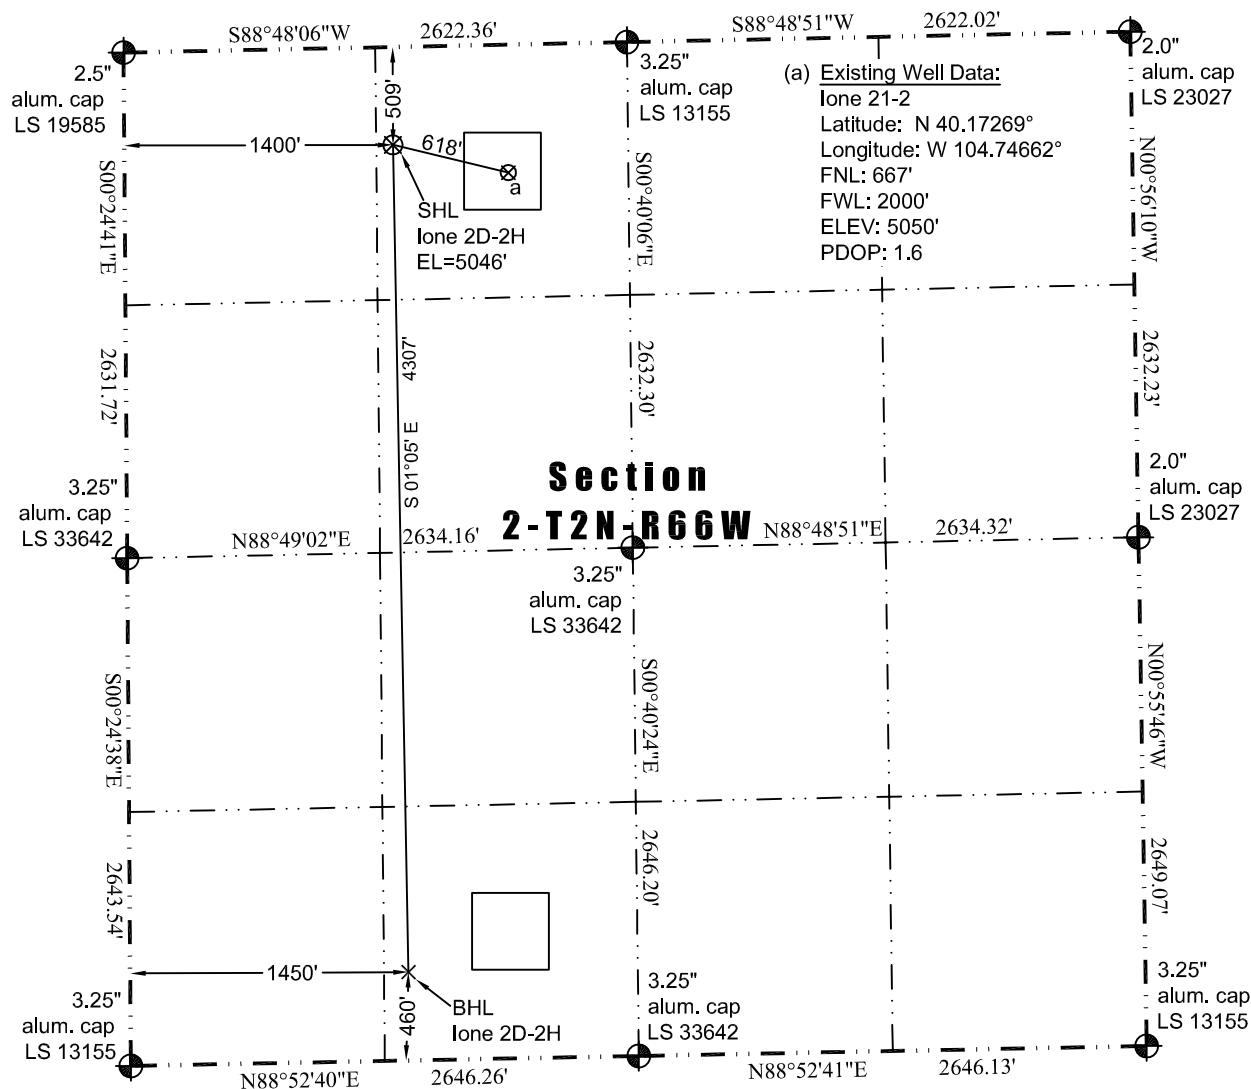 S88°48'06"W 2622.36' S88°48'51"W 2622.02'
2.5"
alum. cap
LS 19585
3.25"
alum. cap
LS 13155
2.0"
alum. cap
LS 23027
(a) Existing Well Data:
Ione 21-2
Latitude: N 40.17269°
Longitude: W 104.74662°
FNL: 667'
FWL: 2000'
ELEV: 5050'
PDOP: 1.6
509'
1400'
618'
a
SHL
Ione 2D-2H
EL=5046'
S00°24'41"E
2631.72'
S00°40'06"E
2632.30'
N00°56'10"W
2632.23'
S 01°05' E 4307'
Section
2-T2N-R66W
3.25"
alum. cap
LS 33642
2.0"
alum. cap
LS 23027
N88°49'02"E 2634.16' N88°48'51"E 2634.32'
3.25"
alum. cap
LS 33642
S00°24'38"E
2643.54'
S00°40'24"E
2646.20'
N00°55'46"W
2649.07'
1450'
460'
BHL
Ione 2D-2H
3.25"
alum. cap
LS 13155
3.25"
alum. cap
LS 33642
3.25"
alum. cap
LS 13155
N88°52'40"E 2646.26' N88°52'41"E 2646.13'